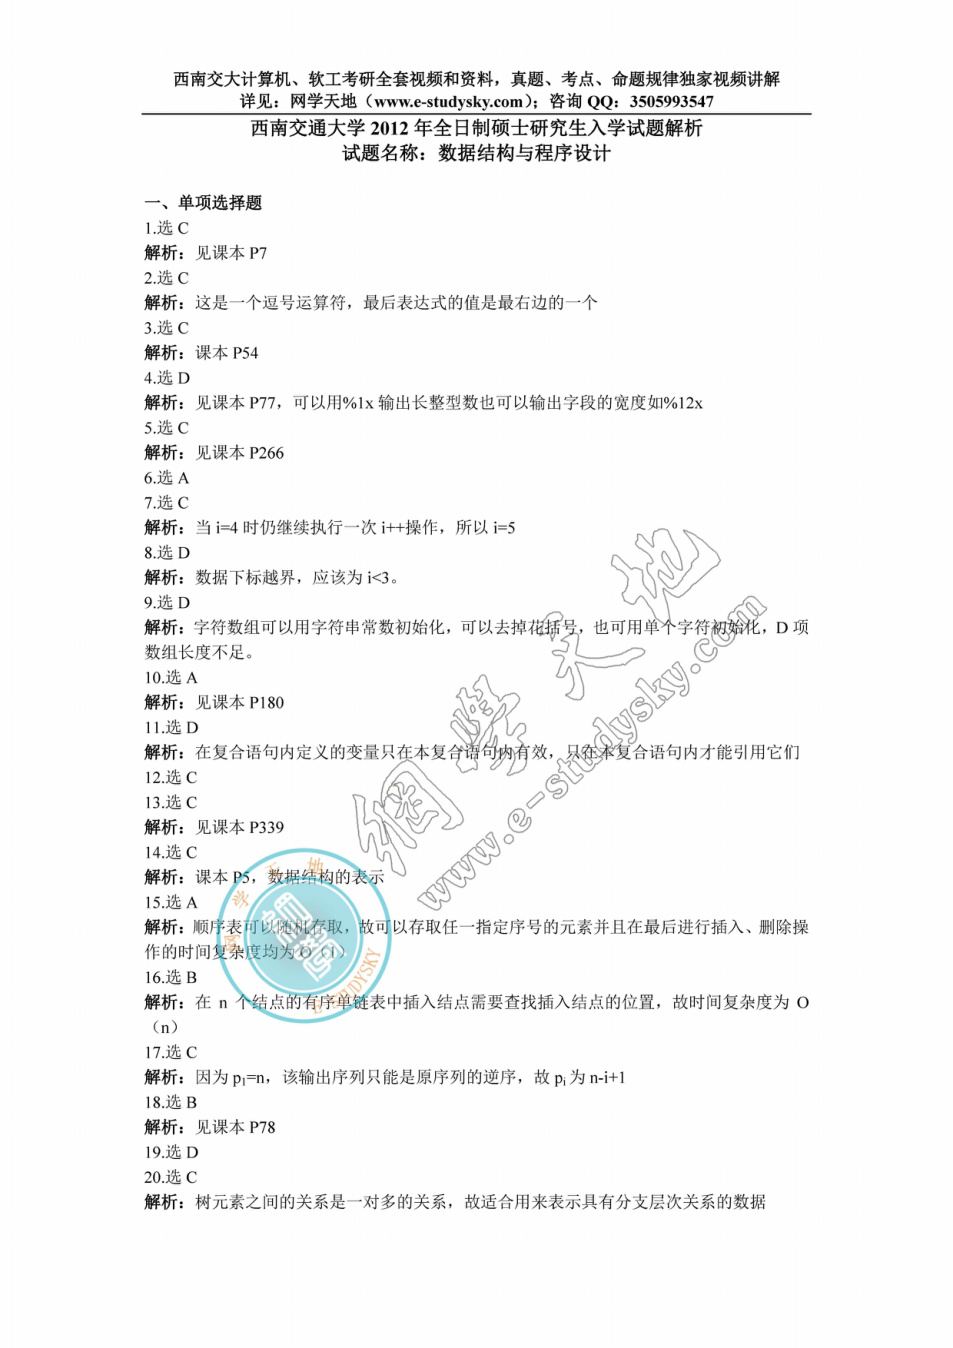 西南交大计算机、软工考研全套视频和资料，真题、考点、命题规律独家视频讲解
详见：网学天地（www.e-studysky.com）；咨询 QQ：3505993547
西南交通大学 2012 年全日制硕士研究生入学试题解析
试题名称：数据结构与程序设计
一、单项选择题
1.选 C
解析：见课本 P7
2.选 C
解析：这是一个逗号运算符，最后表达式的值是最右边的一个
3.选 C
解析：课本 P54
4.选 D
解析：见课本 P77，可以用%1x 输出长整型数也可以输出字段的宽度如%12x
5.选 C
解析：见课本 P266
6.选 A
7.选 C
解析：当 i=4 时仍继续执行一次 i++操作，所以 i=5
8.选 D
解析：数据下标越界，应该为 i<3。
9.选 D
解析：字符数组可以用字符串常数初始化，可以去掉花括号，也可用单个字符初始化，D 项
数组长度不足。
10.选 A
解析：见课本 P180
11.选 D
解析：在复合语句内定义的变量只在本复合语句内有效，只在本复合语句内才能引用它们
12.选 C
13.选 C
解析：见课本 P339
14.选 C
解析：课本 P5，数据结构的表示
15.选 A
解析：顺序表可以随机存取，故可以存取任一指定序号的元素并且在最后进行插入、删除操
作的时间复杂度均为 O（1）
16.选 B
解析：在 n 个结点的有序单链表中插入结点需要查找插入结点的位置，故时间复杂度为 O
（n）
17.选 C
解析：因为 p1=n，该输出序列只能是原序列的逆序，故 pi 为 n-i+1
18.选 B
解析：见课本 P78
19.选 D
20.选 C
解析：树元素之间的关系是一对多的关系，故适合用来表示具有分支层次关系的数据
網學天地
www.e-studysky.com
网学天地
E-STUDYSKY